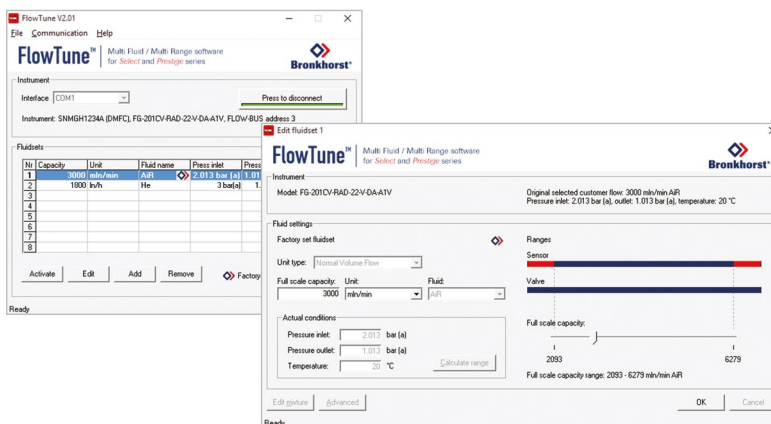 FlowTune V2.01
File Communication Help
FlowTune™ Multi Fluid / Multi Range software
for Select and Prestige series
Bronkhorst®
Instrument
Interface COM1 Press to disconnect
Instrument: SNMGH1234A (DMFC), FG-201CV-RAD-22-V-DA-A1V, FLOW-BUS address 3
Fluidsets
Nr Capacity Unit Fluid name Press inlet Press
1 3000 mln/min AiR 2.013 bar (a) 1.01
2 1800 ln/h He 3 bar(a) 1.
3
4
5
6
7
8
Activate Edit Add Remove Factory
Ready
Edit fluidset 1
FlowTune™ Multi Fluid / Multi Range software
for Select and Prestige series
Bronkhorst®
Instrument
Model: FG-201CV-RAD-22-V-DA-A1V Original selected customer flow: 3000 mln/min AiR
Pressure inlet: 2.013 bar (a), outlet: 1.013 bar (a), temperature: 20 °C
Fluid settings
Factory set fluidset Ranges
Sensor
Unit type: Normal Volume Flow
Full scale capacity: Unit: Fluid: Valve
3000 mln/min AiR
Actual conditions Full scale capacity:
Pressure inlet: 2.013 bar (a)
Pressure outlet: 1.013 bar (a)
Temperature: 20 °C Calculate range
2093 6279
Full scale capacity range: 2093 - 6279 mln/min AiR
Edit mixture Advanced OK Cancel
Ready